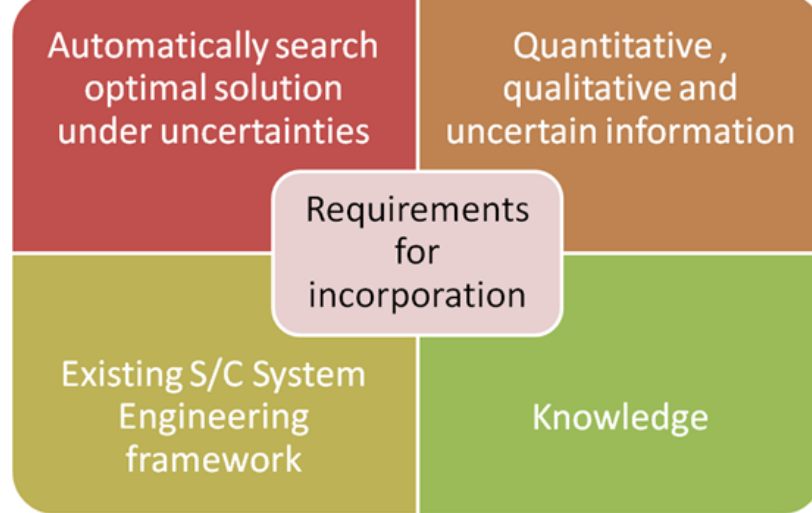 Automatically search
optimal solution
under uncertainties
Quantitative ,
qualitative and
uncertain information
Requirements
for
incorporation
Existing S/C System
Engineering
framework
Knowledge